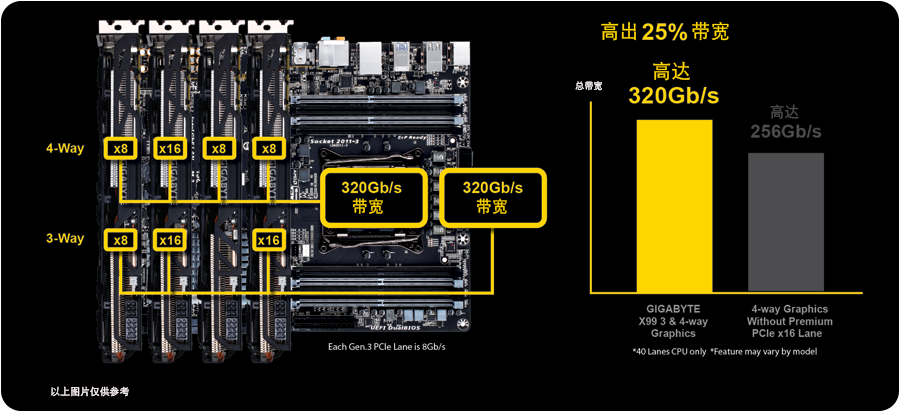 高出 25% 带宽
总带宽
高达
320Gb/s
高达
256Gb/s
GIGABYTE
X99 3 & 4-way
Graphics
4-way Graphics
Without Premium
PCIe x16 Lane
*40 Lanes CPU only *Feature may vary by model
4-Way
x8
x16
x8
x8
GIGABYTE
GIGABYTE
GIGABYTE
GIGABYTE
Socket 2011-3
ErP Ready
320Gb/s
带宽
320Gb/s
带宽
3-Way
x8
x16
x16
UEFI DualBIOS
Each Gen.3 PCIe Lane is 8Gb/s
以上图片仅供参考